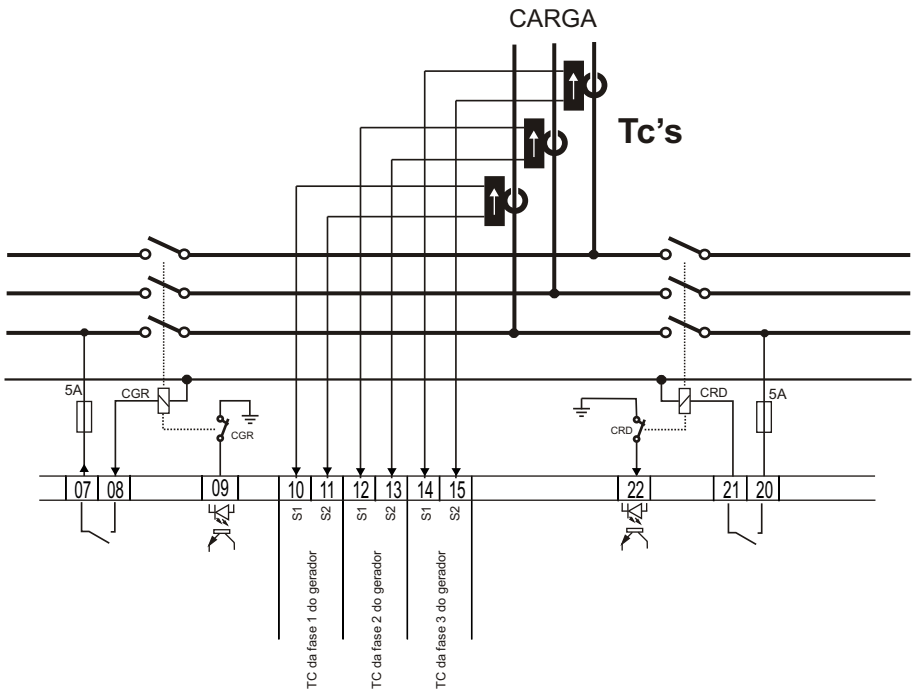 CARGA
Tc's
5A
CGR
CRD
5A
CGR
CRD
07 08 09 10 11 12 13 14 15 22 21 20
S1 S2 S1 S2 S1 S2
TC da fase 1 do gerador
TC da fase 2 do gerador
TC da fase 3 do gerador